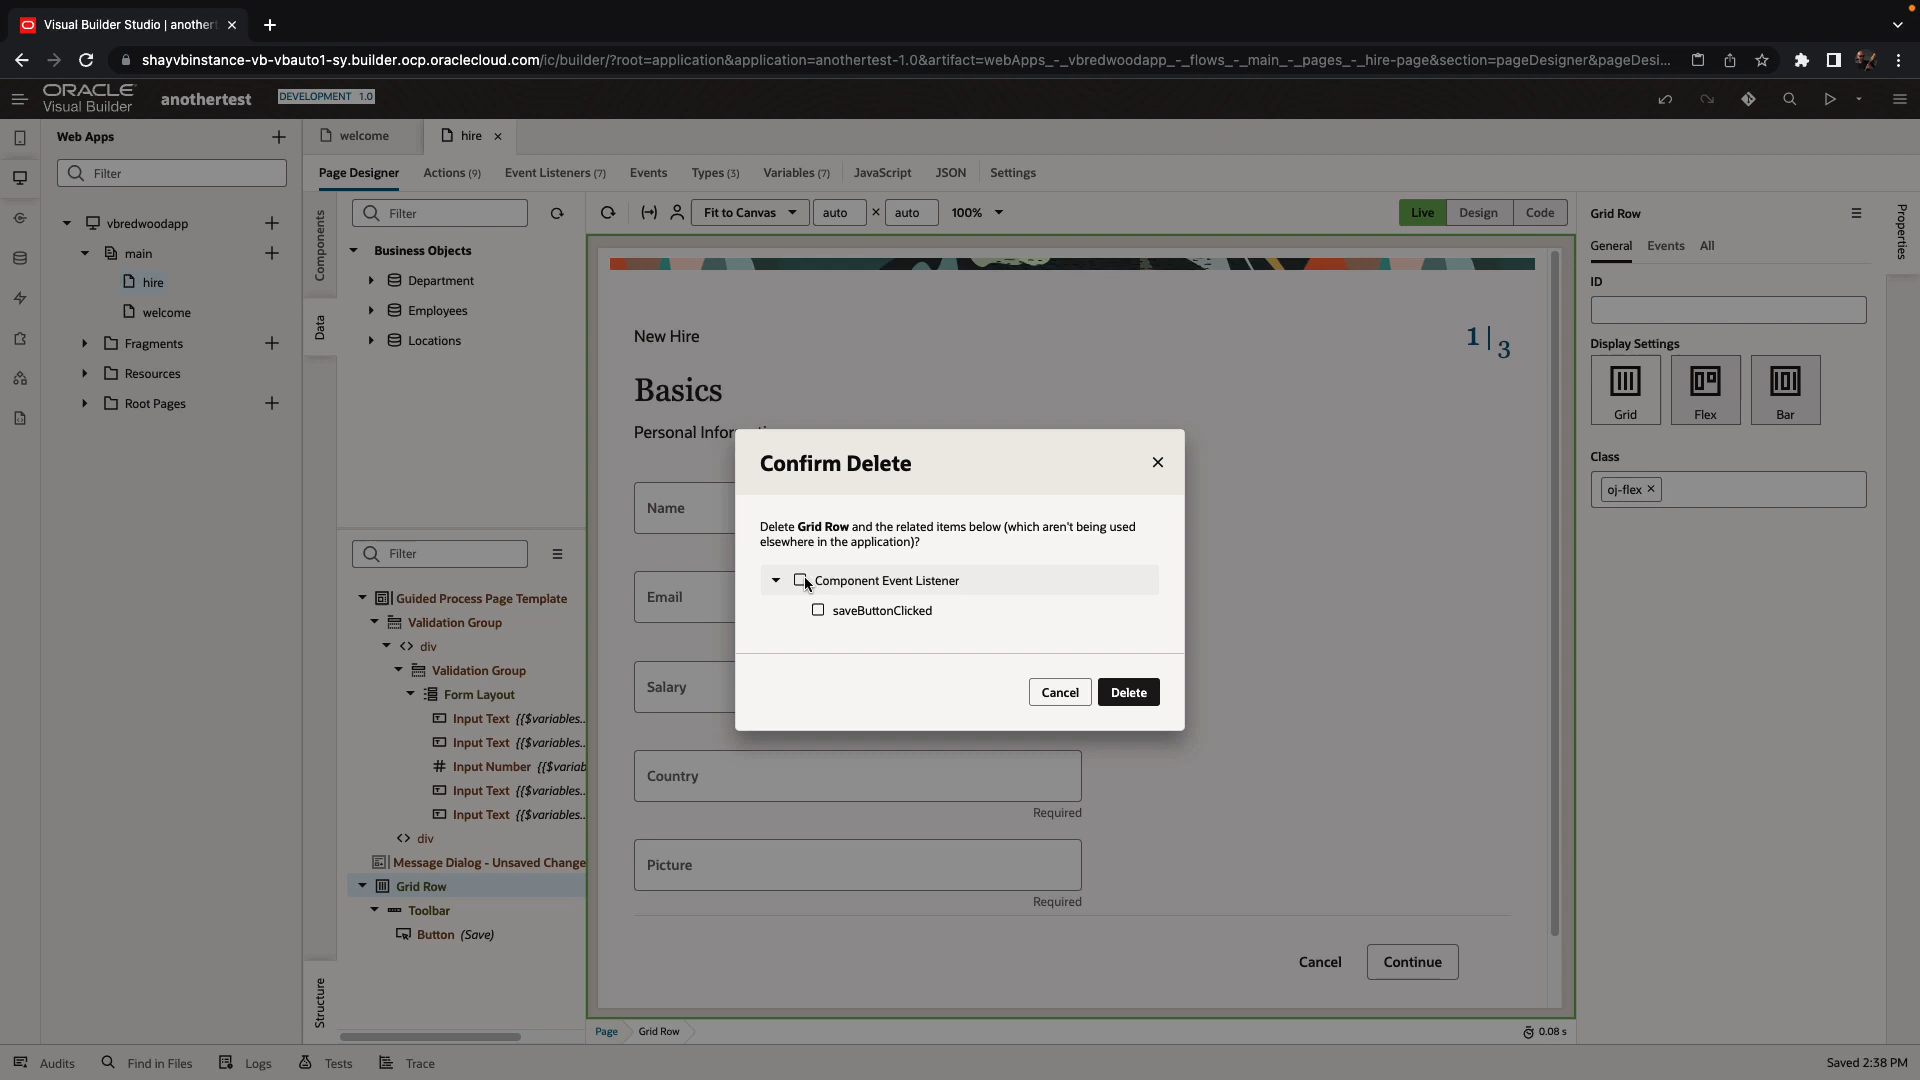 Visual Builder Studio | anothert
shayvbinstance-vb-vbauto1-sy.builder.ocp.oraclecloud.com/ic/builder/?root=application&application=anothertest-1.0&artifact=webApps_-_vbredwoodapp_-_flows_-_main_-_pages_-_hire-page&section=pageDesigner&pageDesi...
ORACLE
Visual Builder
anothertest
DEVELOPMENT 1.0
Web Apps
Filter
vbredwoodapp
main
hire
welcome
Fragments
Resources
Root Pages
welcome
hire
Page Designer
Actions (9)
Event Listeners (7)
Events
Types (3)
Variables (7)
JavaScript
JSON
Settings
Components
Data
Structure
Filter
Business Objects
Department
Employees
Locations
Filter
Guided Process Page Template
Validation Group
<> div
Validation Group
Form Layout
Input Text {{$variables...
Input Text {{$variables...
# Input Number {{$variab
Input Text {{$variables...
Input Text {{$variables...
<> div
Message Dialog - Unsaved Change
Grid Row
Toolbar
Button (Save)
Fit to Canvas
auto
×
auto
100%
Live
Design
Code
New Hire
1 | 3
Basics
Personal Infor
Name
Email
Salary
Country
Required
Picture
Required
Cancel
Continue
Confirm Delete
Delete Grid Row and the related items below (which aren't being used
elsewhere in the application)?
Component Event Listener
saveButtonClicked
Cancel
Delete
Page
Grid Row
0.08 s
Grid Row
Properties
General
Events
All
ID
Display Settings
Grid
Flex
Bar
Class
oj-flex
Audits
Find in Files
Logs
Tests
Trace
Saved 2:38 PM